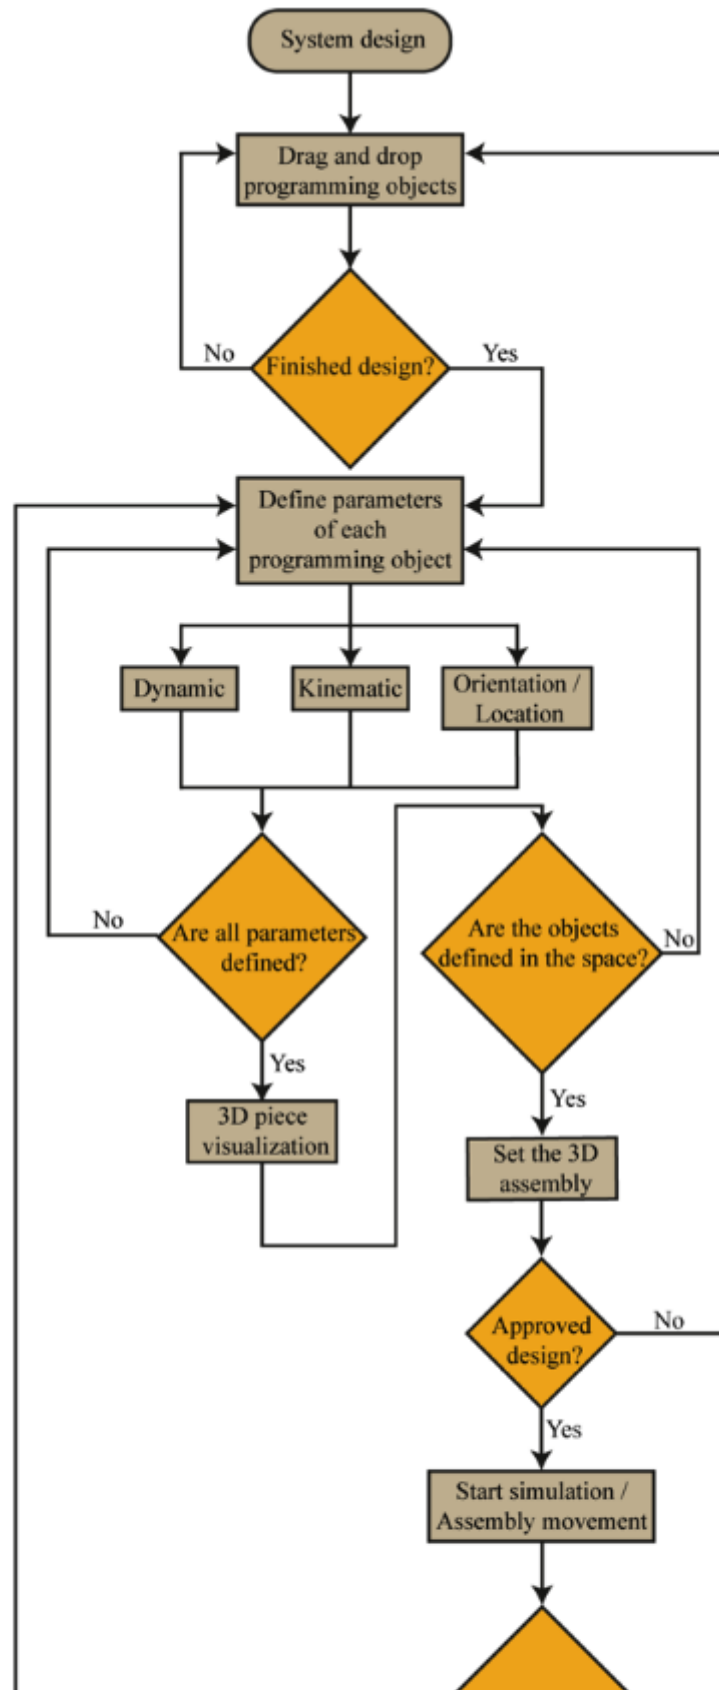 System design
Drag and drop
programming objects
No
Yes
Finished design?
Define parameters
of each
programming object
Dynamic
Kinematic
Orientation /
Location
No
Are all parameters
defined?
Are the objects
defined in the space?
No
Yes
3D piece
visualization
Yes
Set the 3D
assembly
Approved
design?
No
Yes
Start simulation /
Assembly movement